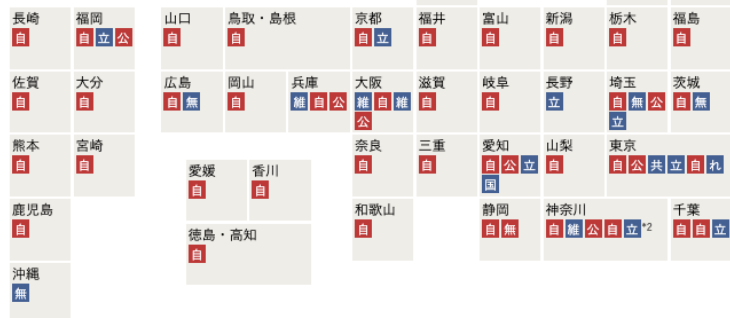 長崎 福岡 山口 鳥取・島根 京都 福井 富山 新潟 栃木 福島
自 自立公 自 自 自立 自 自 自 自 自
佐賀 大分 広島 岡山 兵庫 大阪 滋賀 岐阜 長野 埼玉 茨城
自 自 自無 自 維自公 維自維 自 自 立 自無公 自無
公 立
熊本 宮崎 奈良 三重 愛知 山梨 東京
自 自 自 自 自公立 自 自公共立自れ
国
愛媛 香川
自 自
鹿児島 和歌山 静岡 神奈川 千葉
自 自 自無 自維公自立*2 自自立
徳島・高知
自
沖縄
無